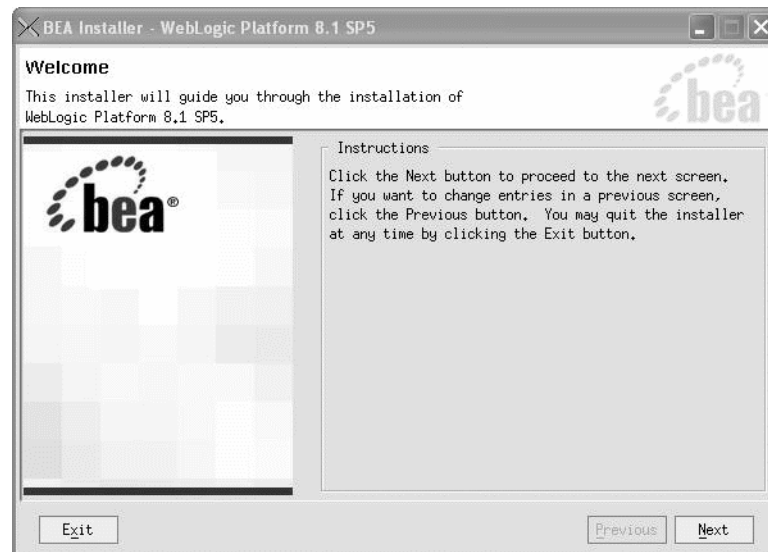 BEA Installer - WebLogic Platform 8.1 SP5
Welcome
This installer will guide you through the installation of
WebLogic Platform 8.1 SP5.
bea
bea®
Instructions
Click the Next button to proceed to the next screen.
If you want to change entries in a previous screen,
click the Previous button.  You may quit the installer
at any time by clicking the Exit button.
Exit
Previous
Next